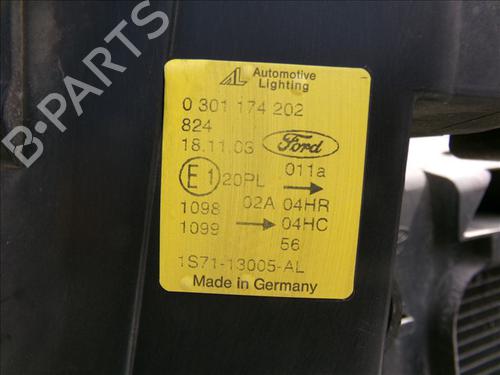 B-PARTS
AL Automotive Lighting
0 301 174 202
824
18.11.03 Ford
011a
E1 20PL →
02A 04HR
1098 → 04HC
1099
56
1S71-13005-AL
Made in Germany